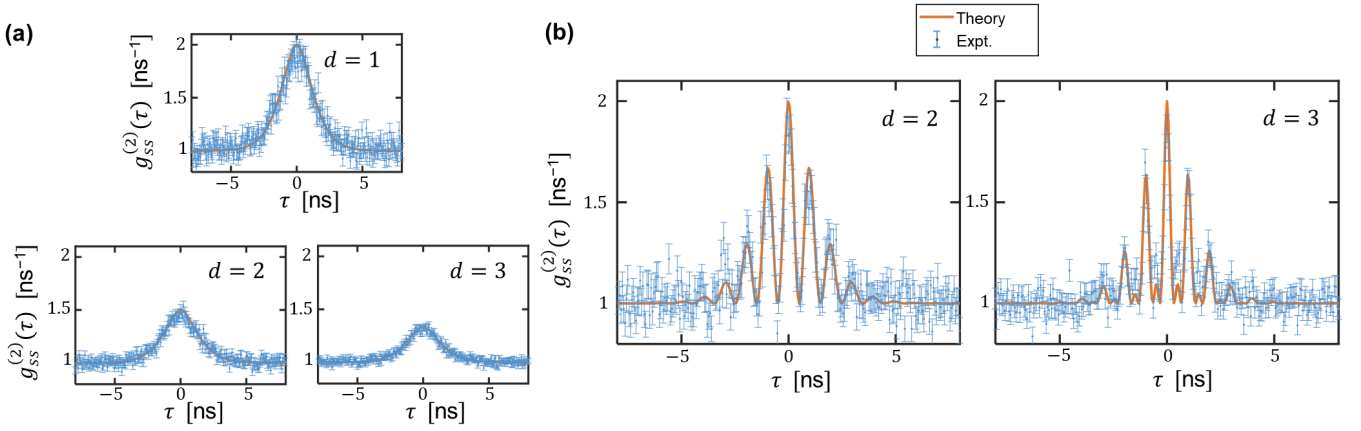 (a)
g_{ss}^{(2)}(τ) [ns⁻¹]
2
1.5
1
d = 1
−5 0 5
τ [ns]
g_{ss}^{(2)}(τ) [ns⁻¹]
2
1.5
1
d = 2
−5 0 5
τ [ns]
2
1.5
1
d = 3
−5 0 5
τ [ns]
(b)
Theory
Expt.
g_{ss}^{(2)}(τ) [ns⁻¹]
2
1.5
1
d = 2
−5 0 5
τ [ns]
2
1.5
1
d = 3
−5 0 5
τ [ns]